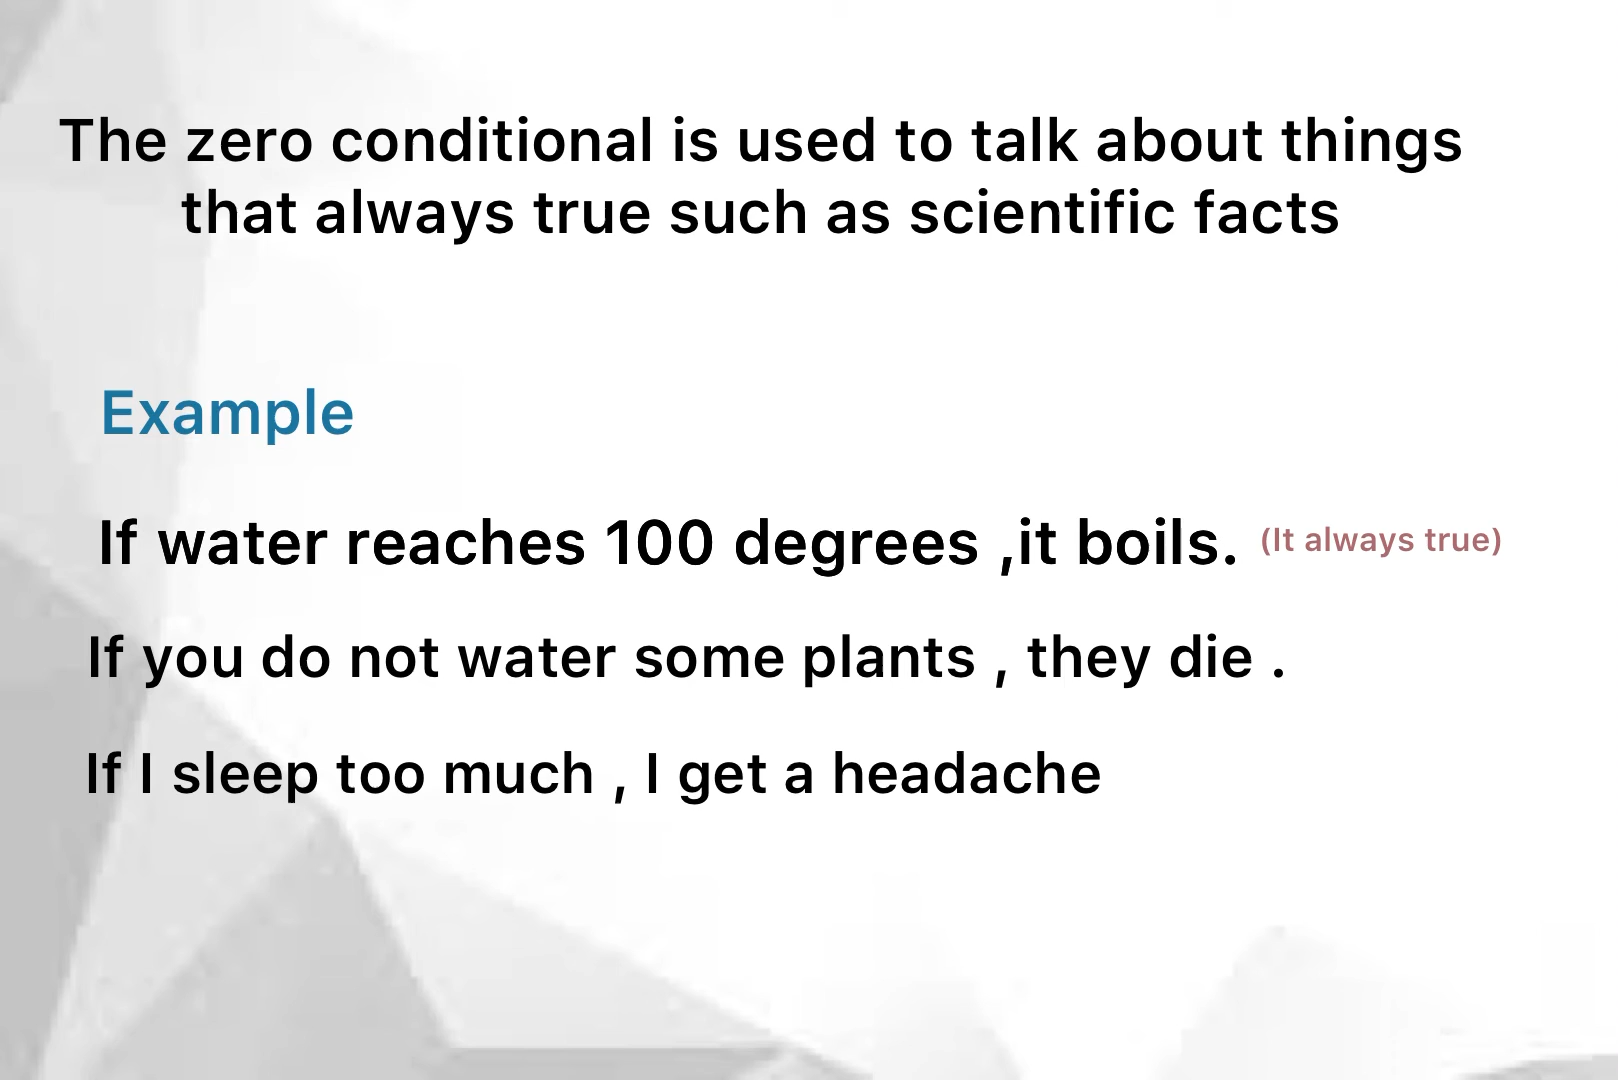 The zero conditional is used to talk about things
that always true such as scientific facts
Example
If water reaches 100 degrees ,it boils. (It always true)
If you do not water some plants , they die .
If I sleep too much , I get a headache